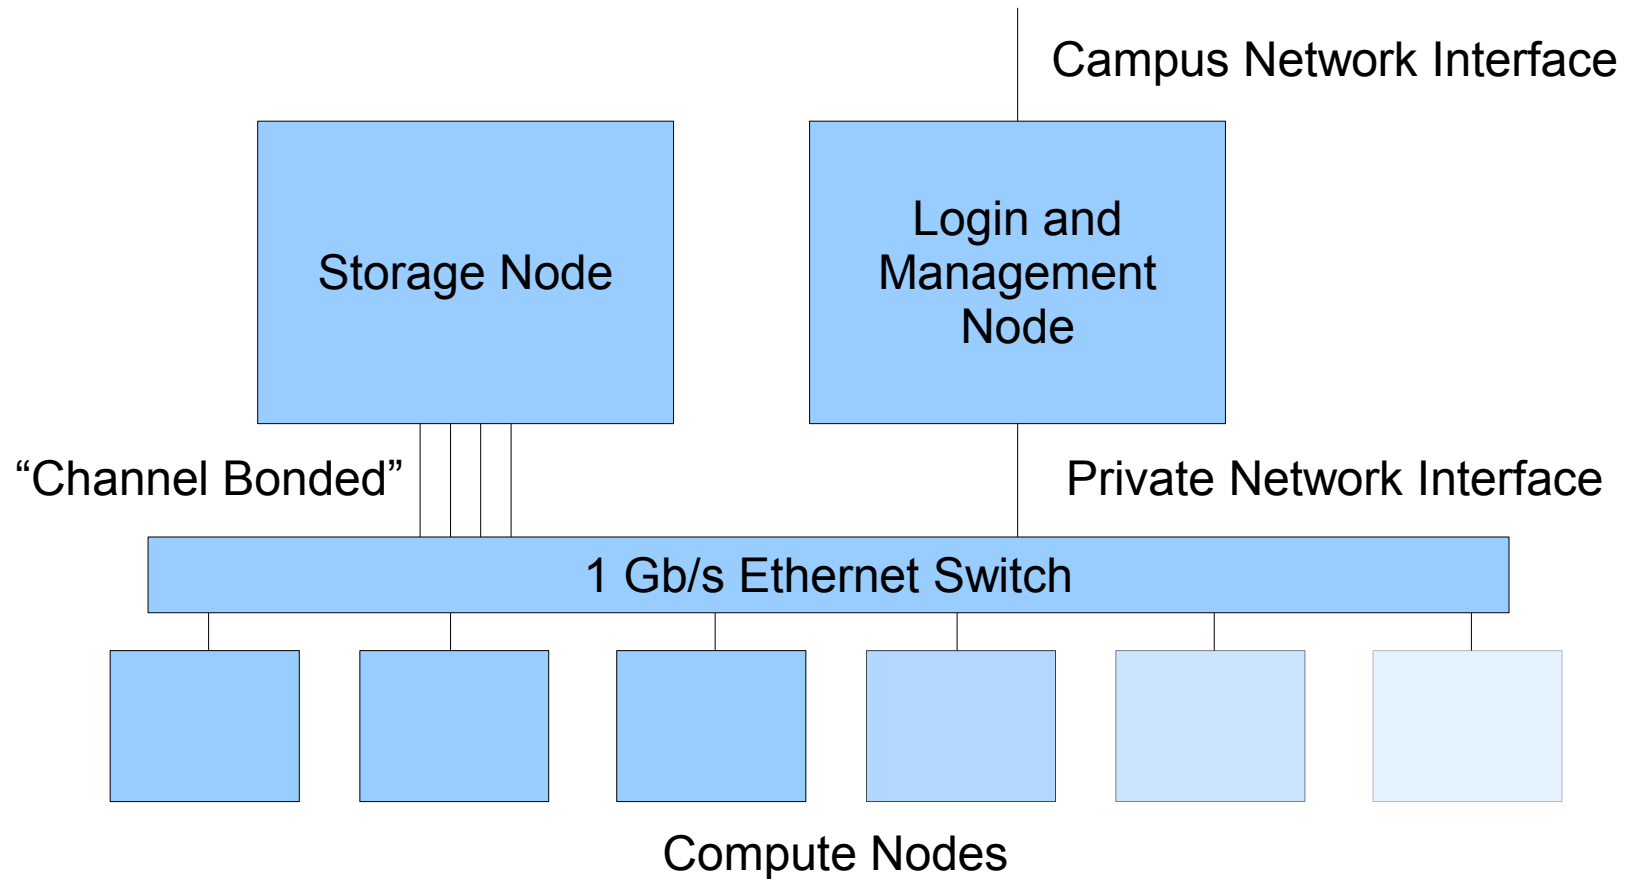 Campus Network Interface
Storage Node
Login and
Management
Node
“Channel Bonded”
Private Network Interface
1 Gb/s Ethernet Switch
Compute Nodes